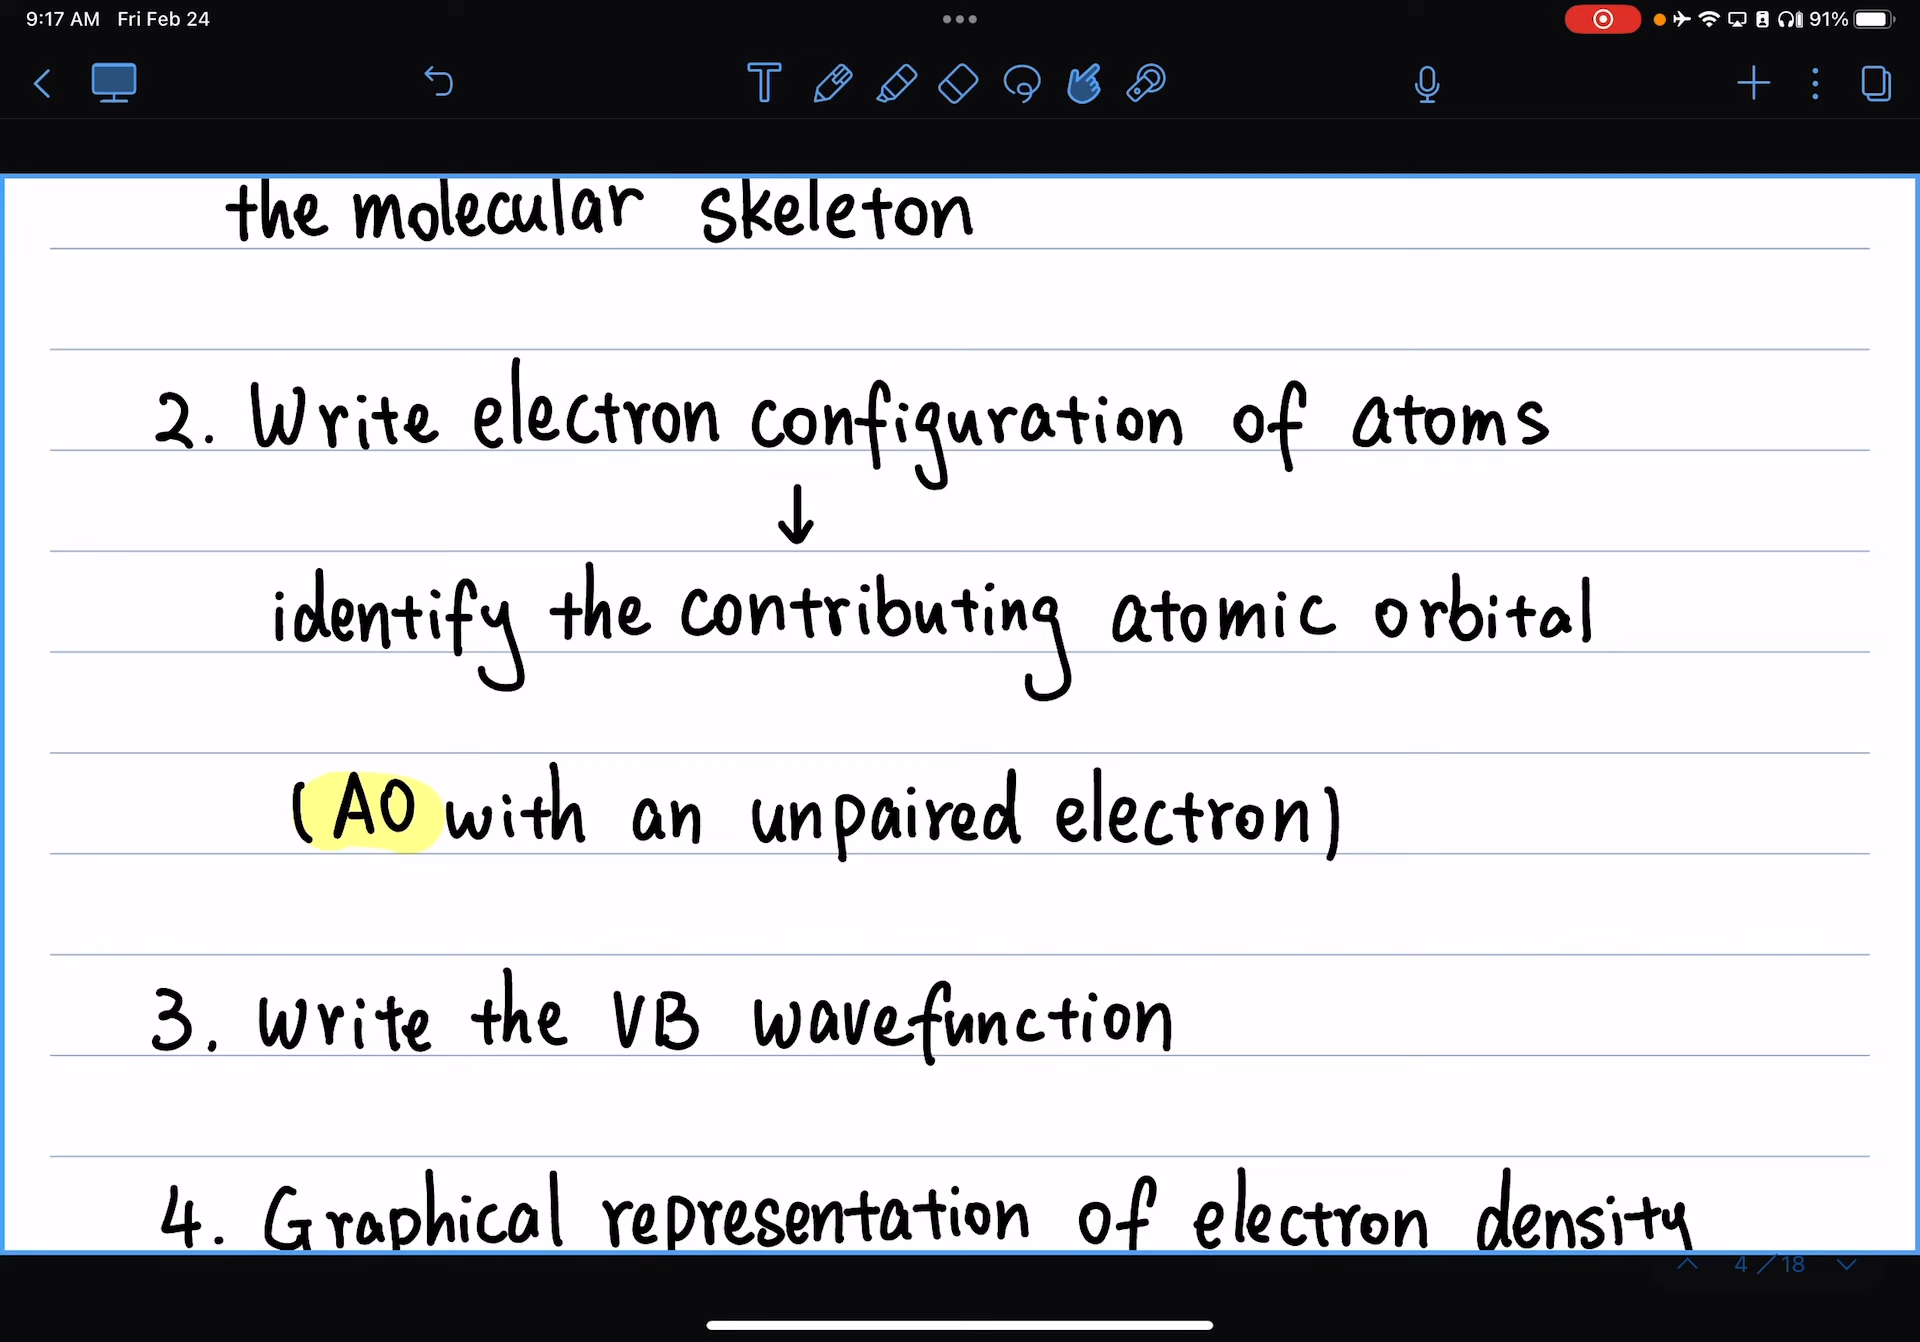 9:17 AM Fri Feb 24
91%
the molecular skeleton
2. Write electron configuration of atoms
↓
identify the contributing atomic orbital
(AO with an unpaired electron)
3. Write the VB wavefunction
4. Graphical representation of electron density
4 / 18